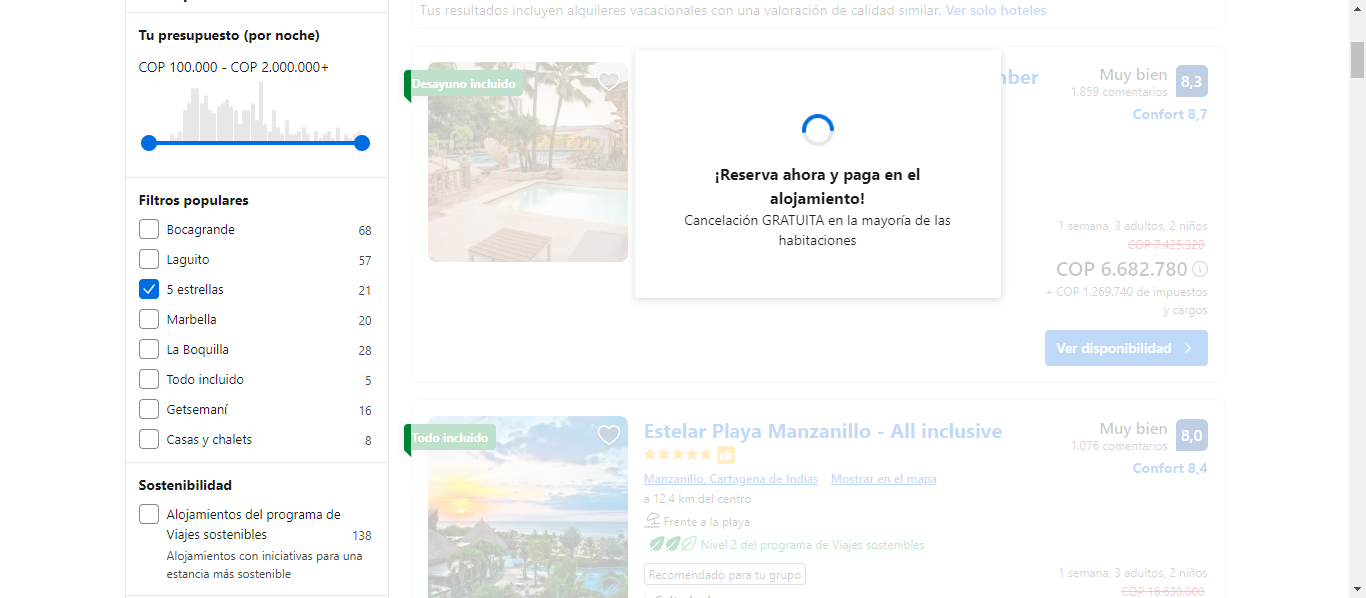 Tus resultados incluyen alquileres vacacionales con una valoración de calidad similar. Ver solo hoteles
Tu presupuesto (por noche)
COP 100.000 - COP 2.000.000+
Filtros populares
Bocagrande 68
Laguito 57
5 estrellas 21
Marbella 20
La Boquilla 28
Todo incluido 5
Getsemaní 16
Casas y chalets 8
Sostenibilidad
Alojamientos del programa de
Viajes sostenibles 138
Alojamientos con iniciativas para una
estancia más sostenible
Desayuno incluido
¡Reserva ahora y paga en el
alojamiento!
Cancelación GRATUITA en la mayoría de las
habitaciones
Muy bien 8,3
1.859 comentarios
Confort 8,7
1 semana, 3 adultos, 2 niños
COP 7.425.320
COP 6.682.780
+ COP 1.269.740 de impuestos
y cargos
Ver disponibilidad
Todo incluido
Estelar Playa Manzanillo - All inclusive
Manzanillo, Cartagena de Indias Mostrar en el mapa
a 12,4 km del centro
Frente a la playa
Nivel 2 del programa de Viajes sostenibles
Recomendado para tu grupo
Muy bien 8,0
1.076 comentarios
Confort 8,4
1 semana, 3 adultos, 2 niños
COP 16.630.000